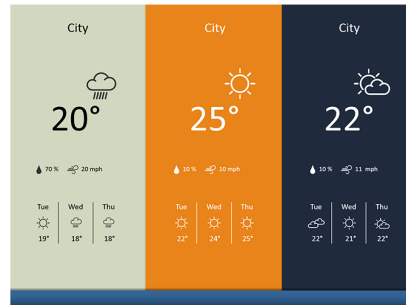 City
20°
70 % 20 mph
Tue Wed Thu
19° 18° 18°
City
25°
10 % 10 mph
Tue Wed Thu
22° 24° 25°
City
22°
10 % 11 mph
Tue Wed Thu
22° 21° 22°